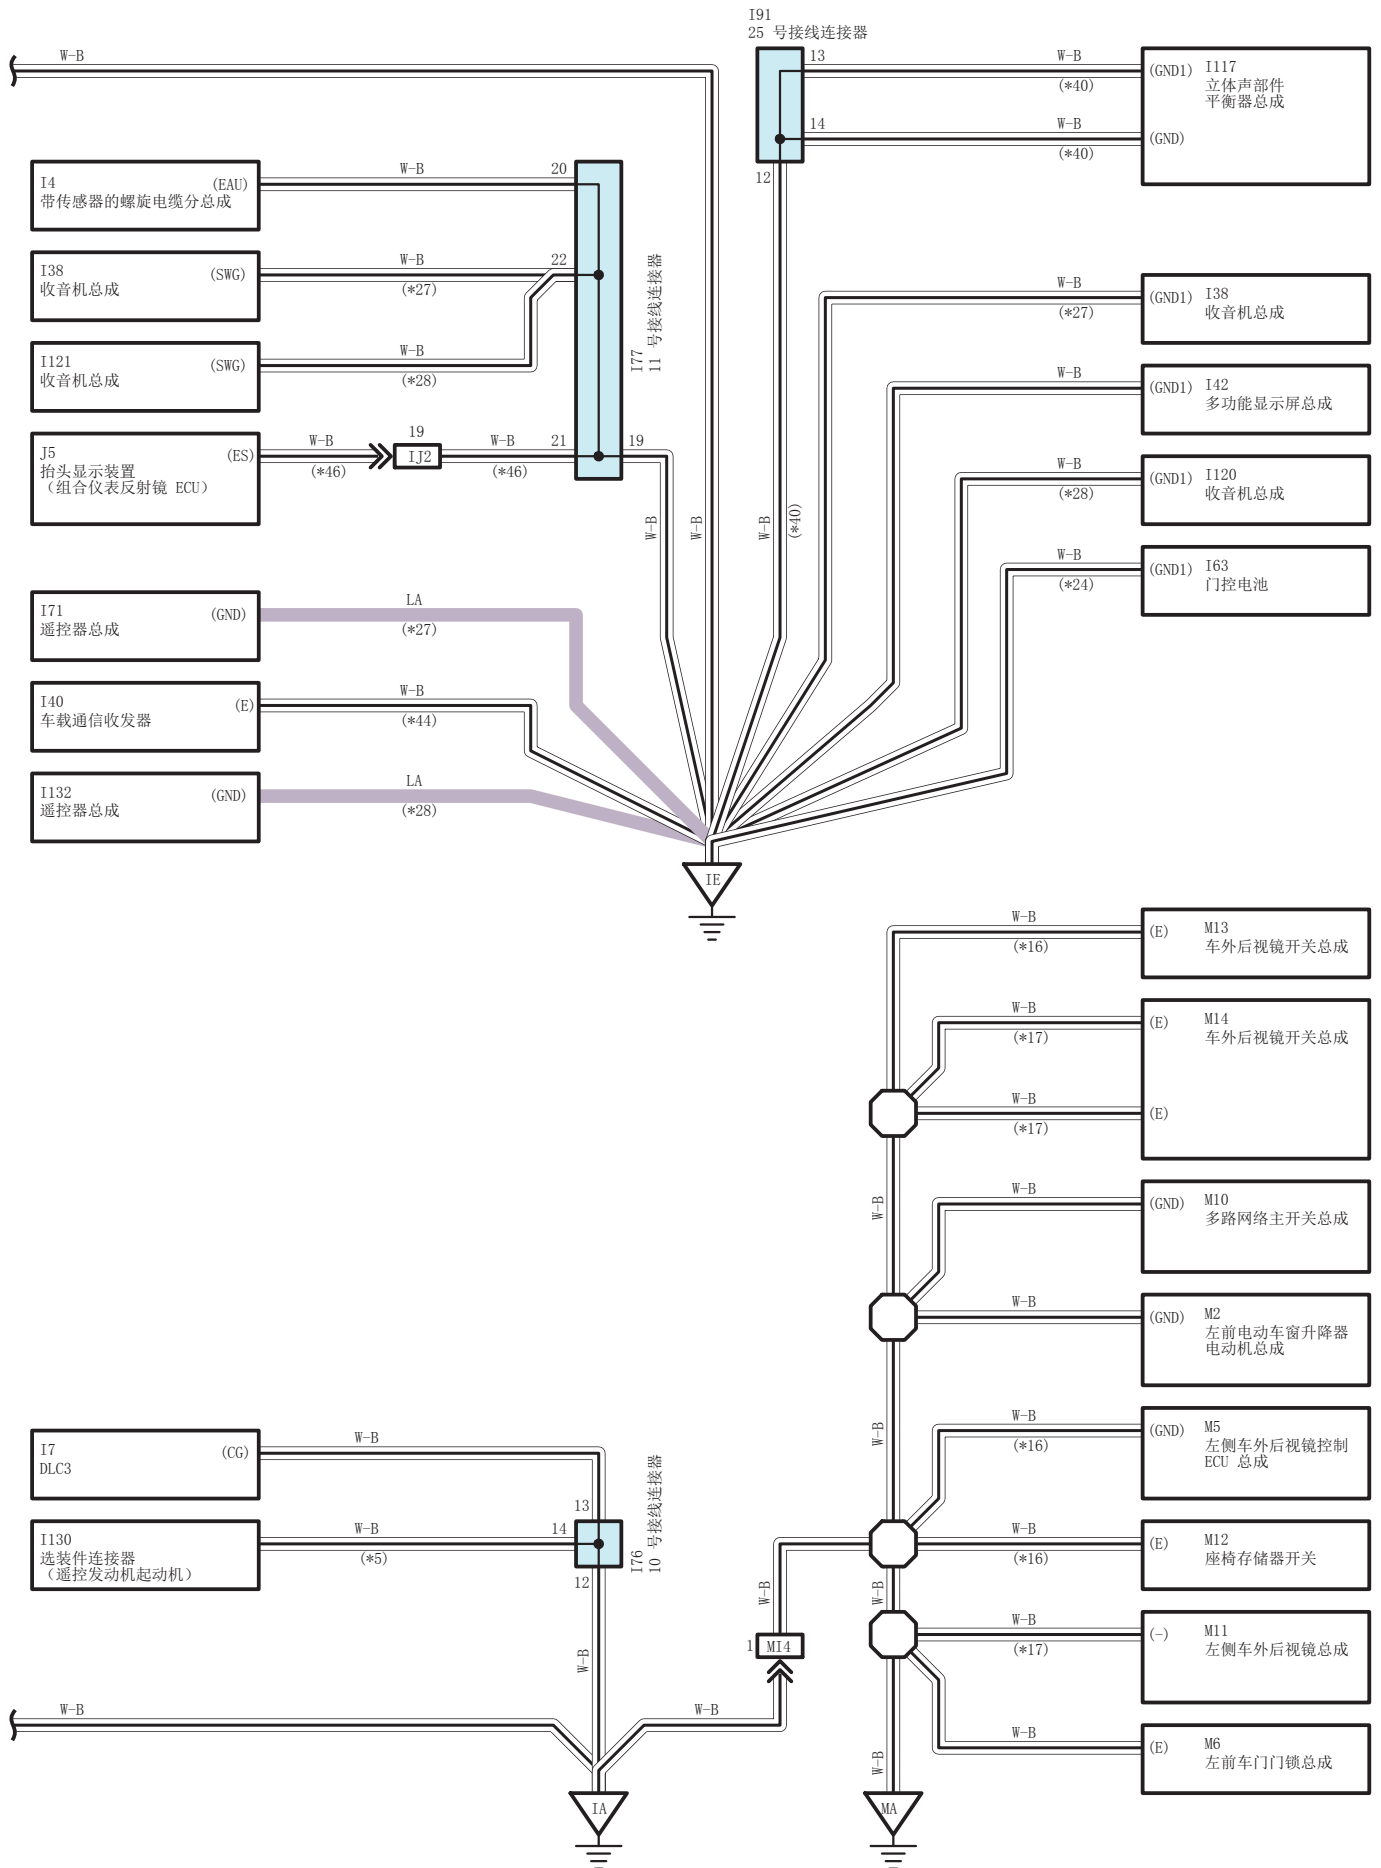 W-B
I91
25 号接线连接器
13
W-B
(*40)
(GND1)
I117
立体声部件
平衡器总成
14
W-B
(*40)
(GND)
12
I4
带传感器的螺旋电缆分总成
(EAU)
W-B
20
I38
收音机总成
(SWG)
W-B
(*27)
22
I121
收音机总成
(SWG)
W-B
(*28)
J5
抬头显示装置
（组合仪表反射镜 ECU）
(ES)
W-B
(*46)
19
IJ2
W-B
(*46)
21
19
I77
11 号接线连接器
W-B
W-B
W-B
(*40)
W-B
(*27)
(GND1)
I38
收音机总成
W-B
(GND1)
I42
多功能显示屏总成
W-B
(*28)
(GND1)
I120
收音机总成
W-B
(*24)
(GND1)
I63
门控电池
I71
遥控器总成
(GND)
LA
(*27)
I40
车载通信收发器
(E)
W-B
(*44)
I132
遥控器总成
(GND)
LA
(*28)
IE
W-B
(*16)
(E)
M13
车外后视镜开关总成
W-B
(*17)
(E)
M14
车外后视镜开关总成
W-B
(*17)
(E)
W-B
W-B
(GND)
M10
多路网络主开关总成
W-B
(GND)
M2
左前电动车窗升降器
电动机总成
W-B
W-B
(*16)
(GND)
M5
左侧车外后视镜控制
ECU 总成
W-B
(*16)
(E)
M12
座椅存储器开关
W-B
W-B
(*17)
(-)
M11
左侧车外后视镜总成
W-B
(E)
M6
左前车门门锁总成
W-B
MA
I7
DLC3
(CG)
W-B
13
I130
选装件连接器
（遥控发动机起动机）
W-B
(*5)
14
12
I76
10 号接线连接器
W-B
W-B
1
MI4
W-B
W-B
IA